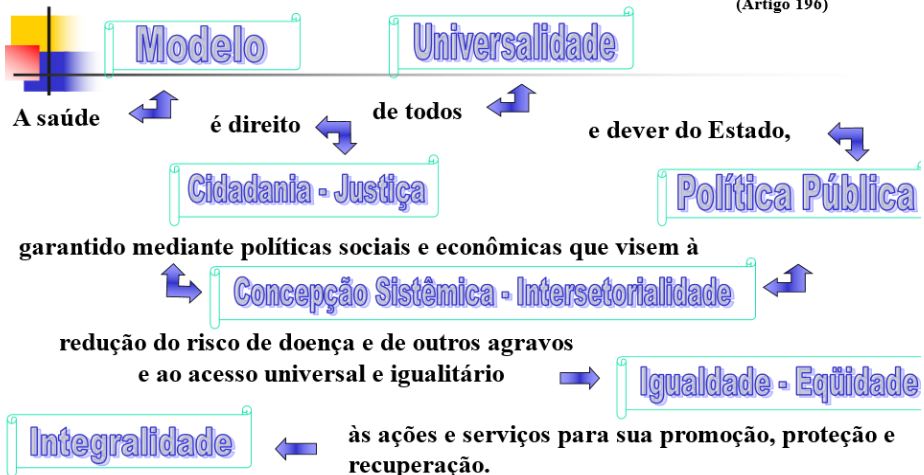 (Artigo 196)
Modelo
Universalidade
A saúde
é direito
de todos
e dever do Estado,
Cidadania - Justiça
Política Pública
garantido mediante políticas sociais e econômicas que visem à
Concepção Sistêmica - Intersetorialidade
redução do risco de doença e de outros agravos
e ao acesso universal e igualitário
Igualdade - Eqüidade
Integralidade
às ações e serviços para sua promoção, proteção e
recuperação.